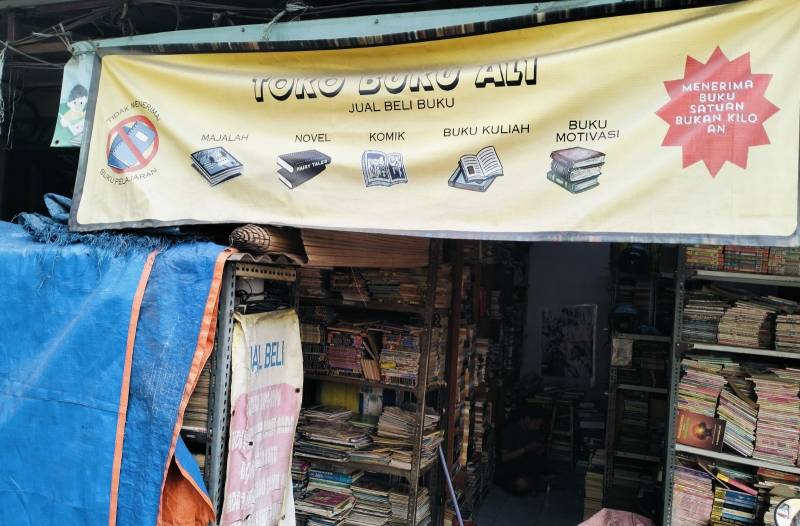 TOKO BUKU ALI
JUAL BELI BUKU
TIDAK MENERIMA
BUKU PELAJARAN
MAJALAH
NOVEL
FAIRY TALES
KOMIK
BUKU KULIAH
BUKU
MOTIVASI
MENERIMA
BUKU
SATUAN
BUKAN KILO
AN
JUAL BELI